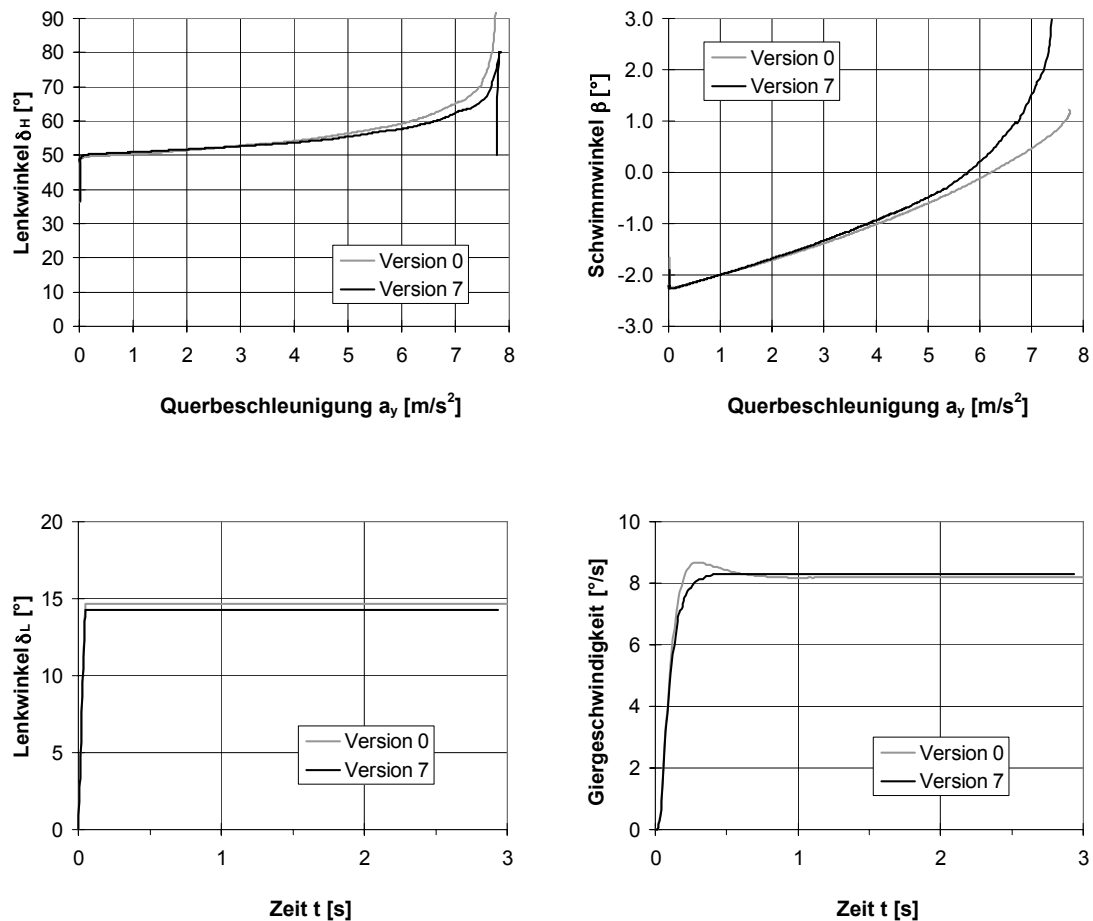 Lenkwinkel δH [°]
90
80
70
60
50
40
30
20
10
0
Version 0
Version 7
0 1 2 3 4 5 6 7 8
Querbeschleunigung ay [m/s²]
Schwimmwinkel β [°]
3.0
2.0
1.0
0.0
-1.0
-2.0
-3.0
Version 0
Version 7
0 1 2 3 4 5 6 7 8
Querbeschleunigung ay [m/s²]
Lenkwinkel δL [°]
20
15
10
5
0
Version 0
Version 7
0 1 2 3
Zeit t [s]
Giergeschwindigkeit [°/s]
10
8
6
4
2
0
Version 0
Version 7
0 1 2 3
Zeit t [s]